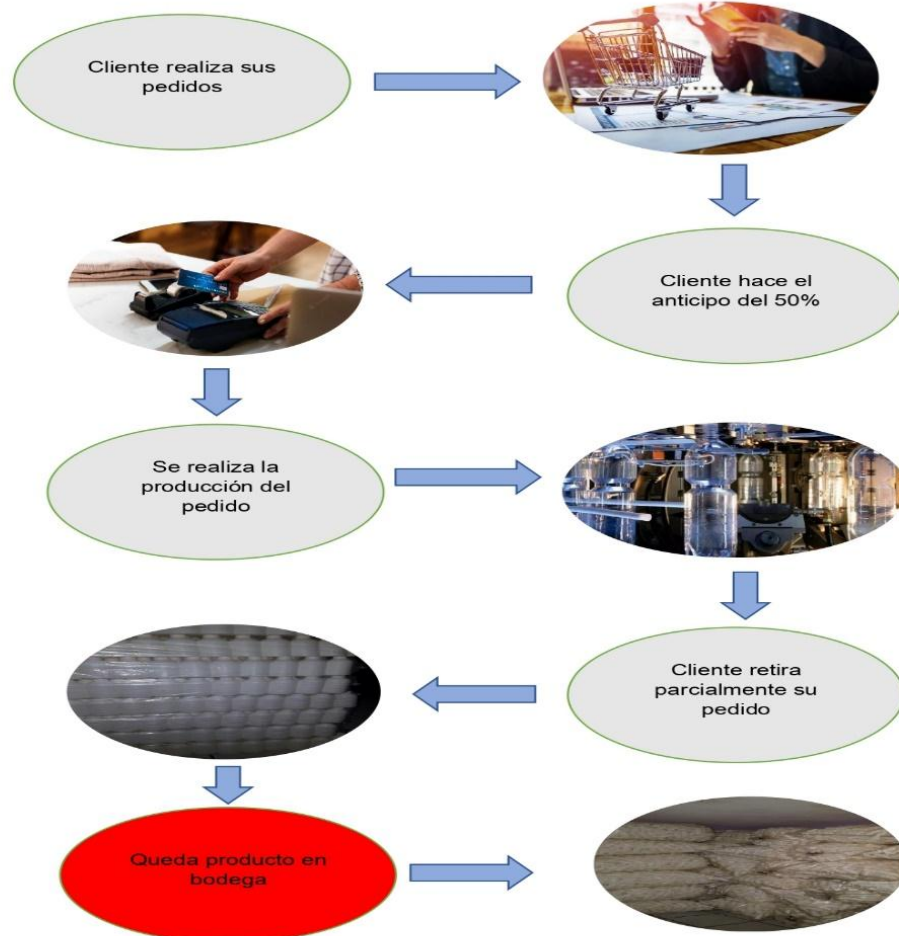 Cliente realiza sus
pedidos
Cliente hace el
anticipo del 50%
Se realiza la
producción del
pedido
Cliente retira
parcialmente su
pedido
Queda producto en
bodega